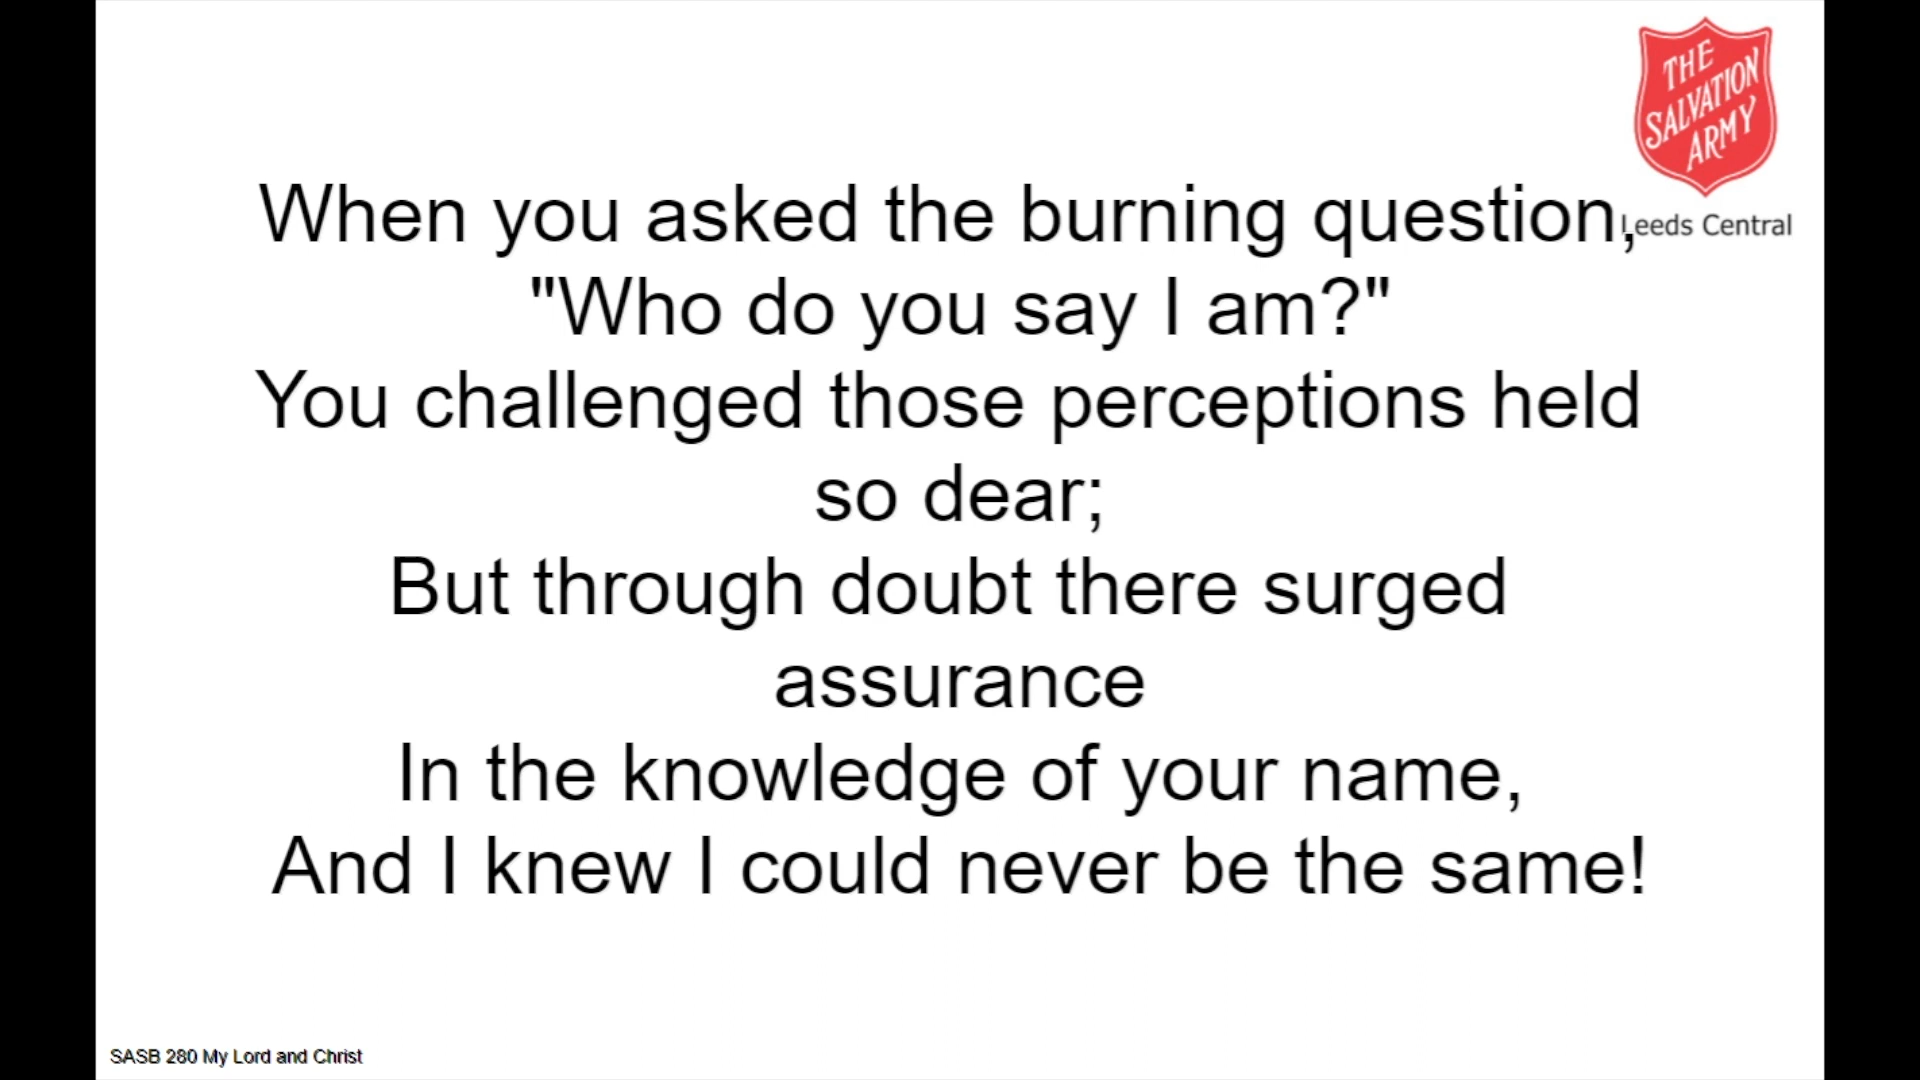 THE
SALVATION
ARMY
Leeds Central
When you asked the burning question,
"Who do you say I am?"
You challenged those perceptions held
so dear;
But through doubt there surged
assurance
In the knowledge of your name,
And I knew I could never be the same!
SASB 280 My Lord and Christ